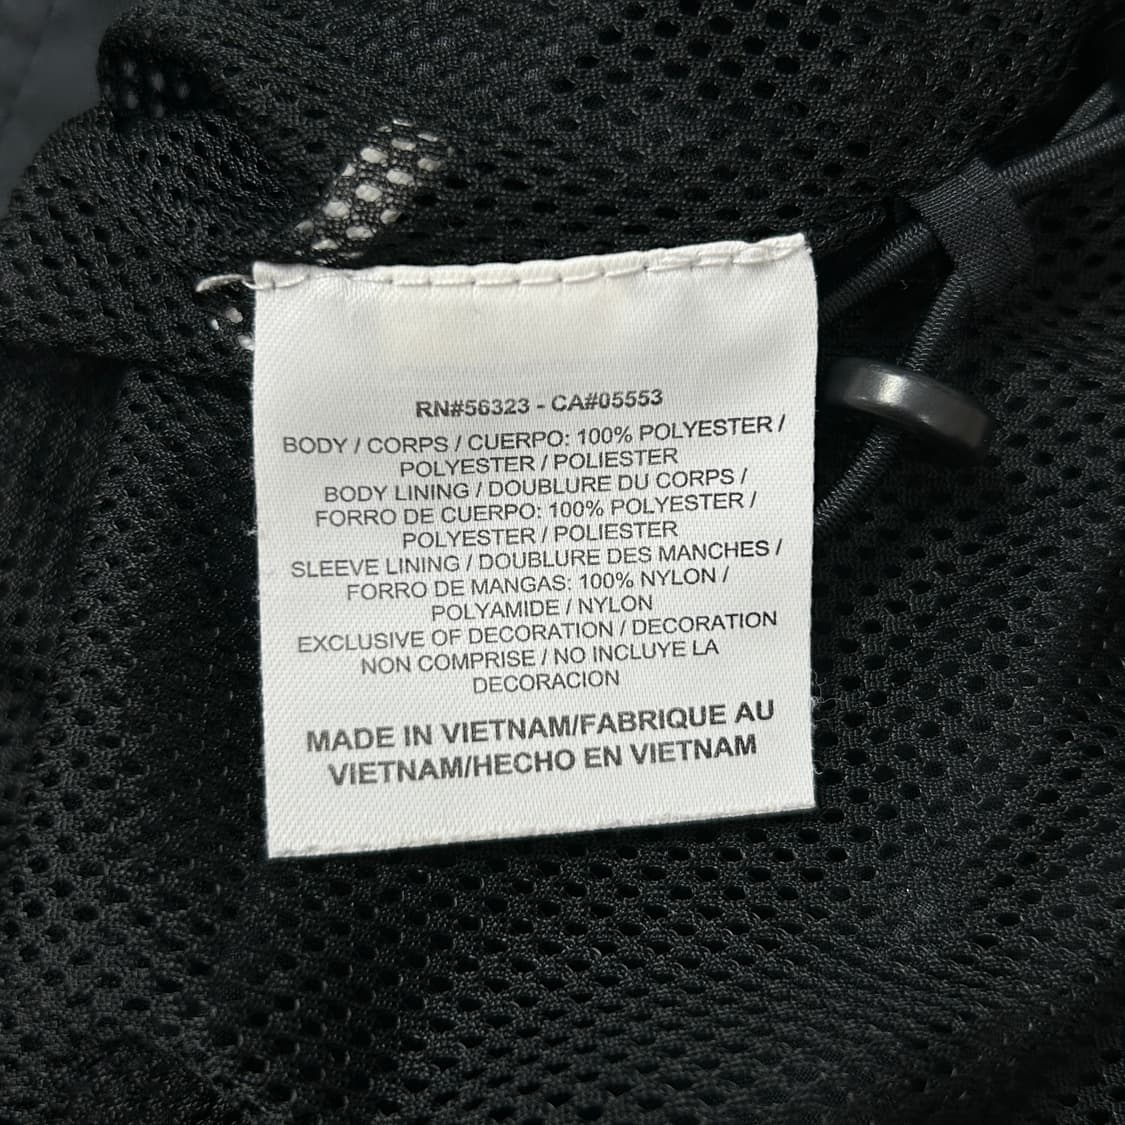 RN#56323 - CA#05553
BODY / CORPS / CUERPO: 100% POLYESTER /
POLYESTER / POLIESTER
BODY LINING / DOUBLURE DU CORPS /
FORRO DE CUERPO: 100% POLYESTER /
POLYESTER / POLIESTER
SLEEVE LINING / DOUBLURE DES MANCHES /
FORRO DE MANGAS: 100% NYLON /
POLYAMIDE / NYLON
EXCLUSIVE OF DECORATION / DECORATION
NON COMPRISE / NO INCLUYE LA
DECORACION
MADE IN VIETNAM/FABRIQUE AU
VIETNAM/HECHO EN VIETNAM